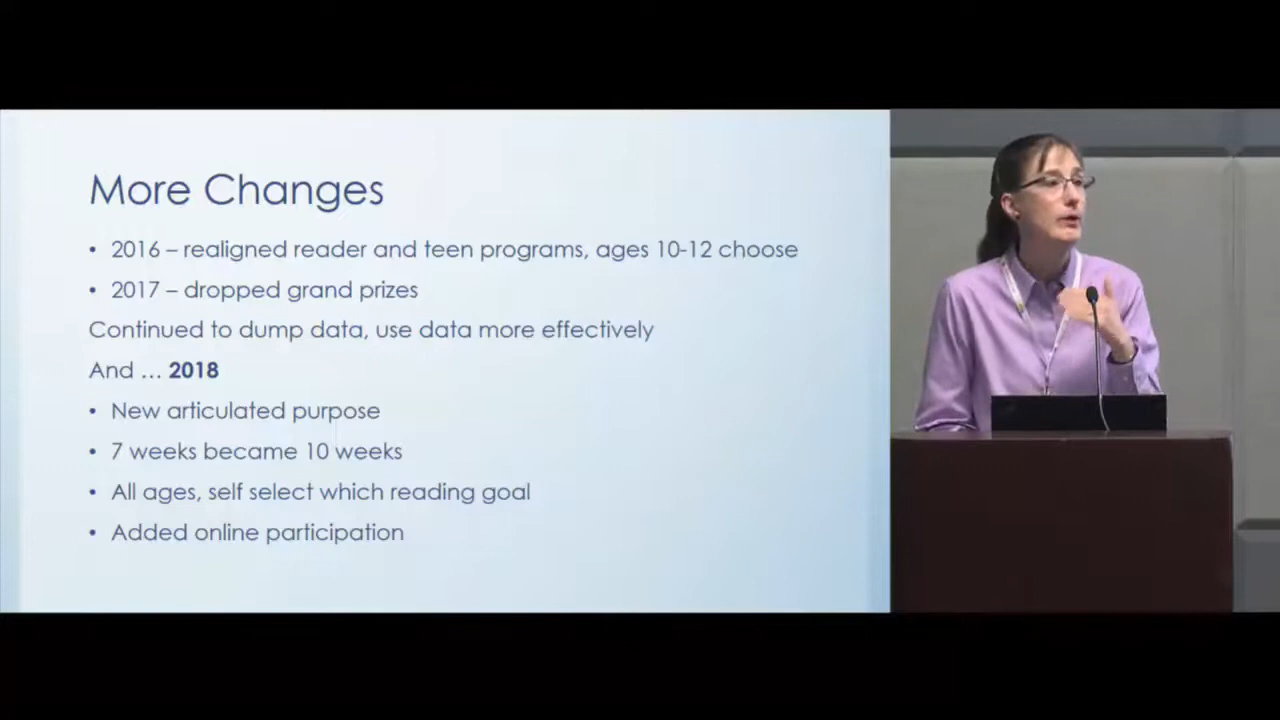 More Changes
• 2016 – realigned reader and teen programs, ages 10-12 choose
• 2017 – dropped grand prizes
Continued to dump data, use data more effectively
And … 2018
• New articulated purpose
• 7 weeks became 10 weeks
• All ages, self select which reading goal
• Added online participation